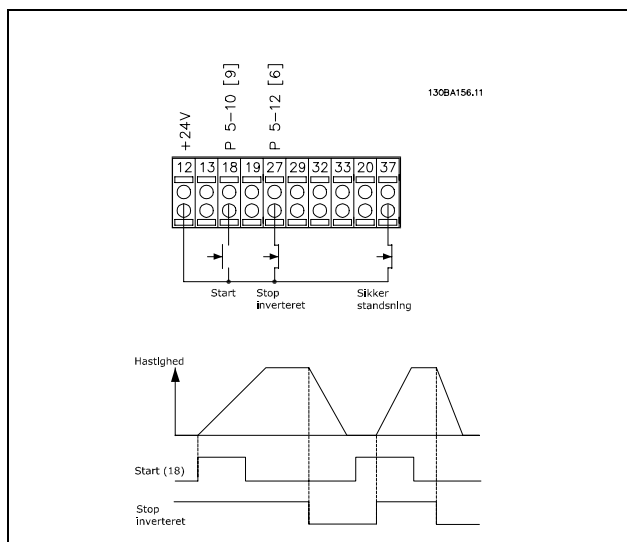 130BA156.11
+24V
P 5-10 [9]
P 5-12 [6]
12 13 18 19 27 29 32 33 20 37
Start
Stop
inverteret
Sikker
standsning
Hastighed
Start (18)
Stop
inverteret